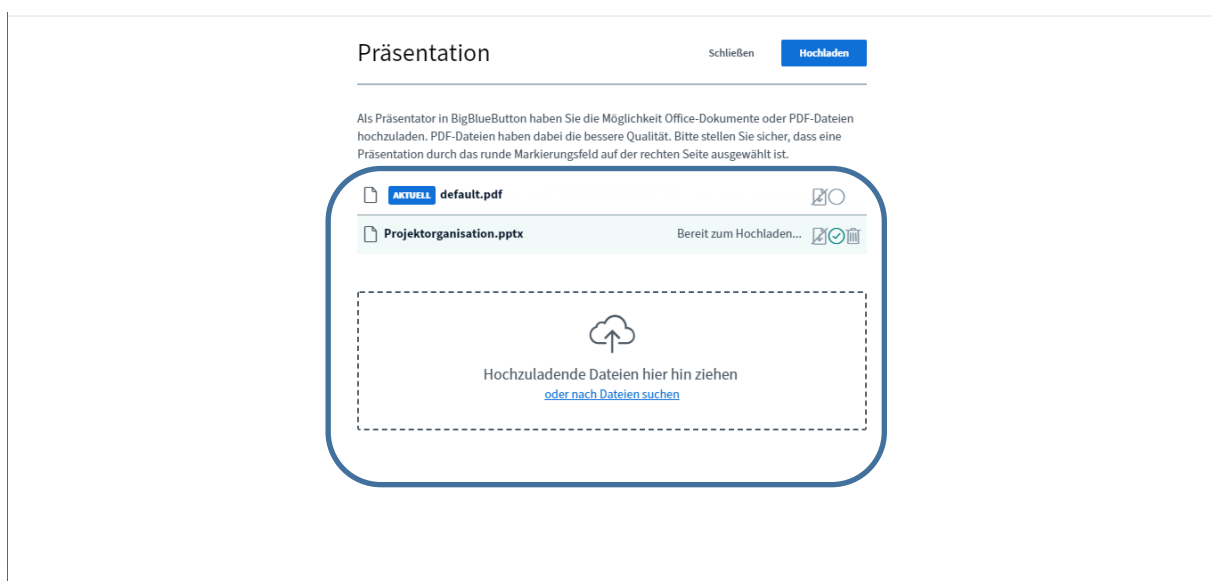 Präsentation
Schließen
Hochladen
Als Präsentator in BigBlueButton haben Sie die Möglichkeit Office-Dokumente oder PDF-Dateien
hochzuladen. PDF-Dateien haben dabei die bessere Qualität. Bitte stellen Sie sicher, dass eine
Präsentation durch das runde Markierungsfeld auf der rechten Seite ausgewählt ist.
AKTUELL default.pdf
Projektorganisation.pptx Bereit zum Hochladen...
Hochzuladende Dateien hier hin ziehen
oder nach Dateien suchen